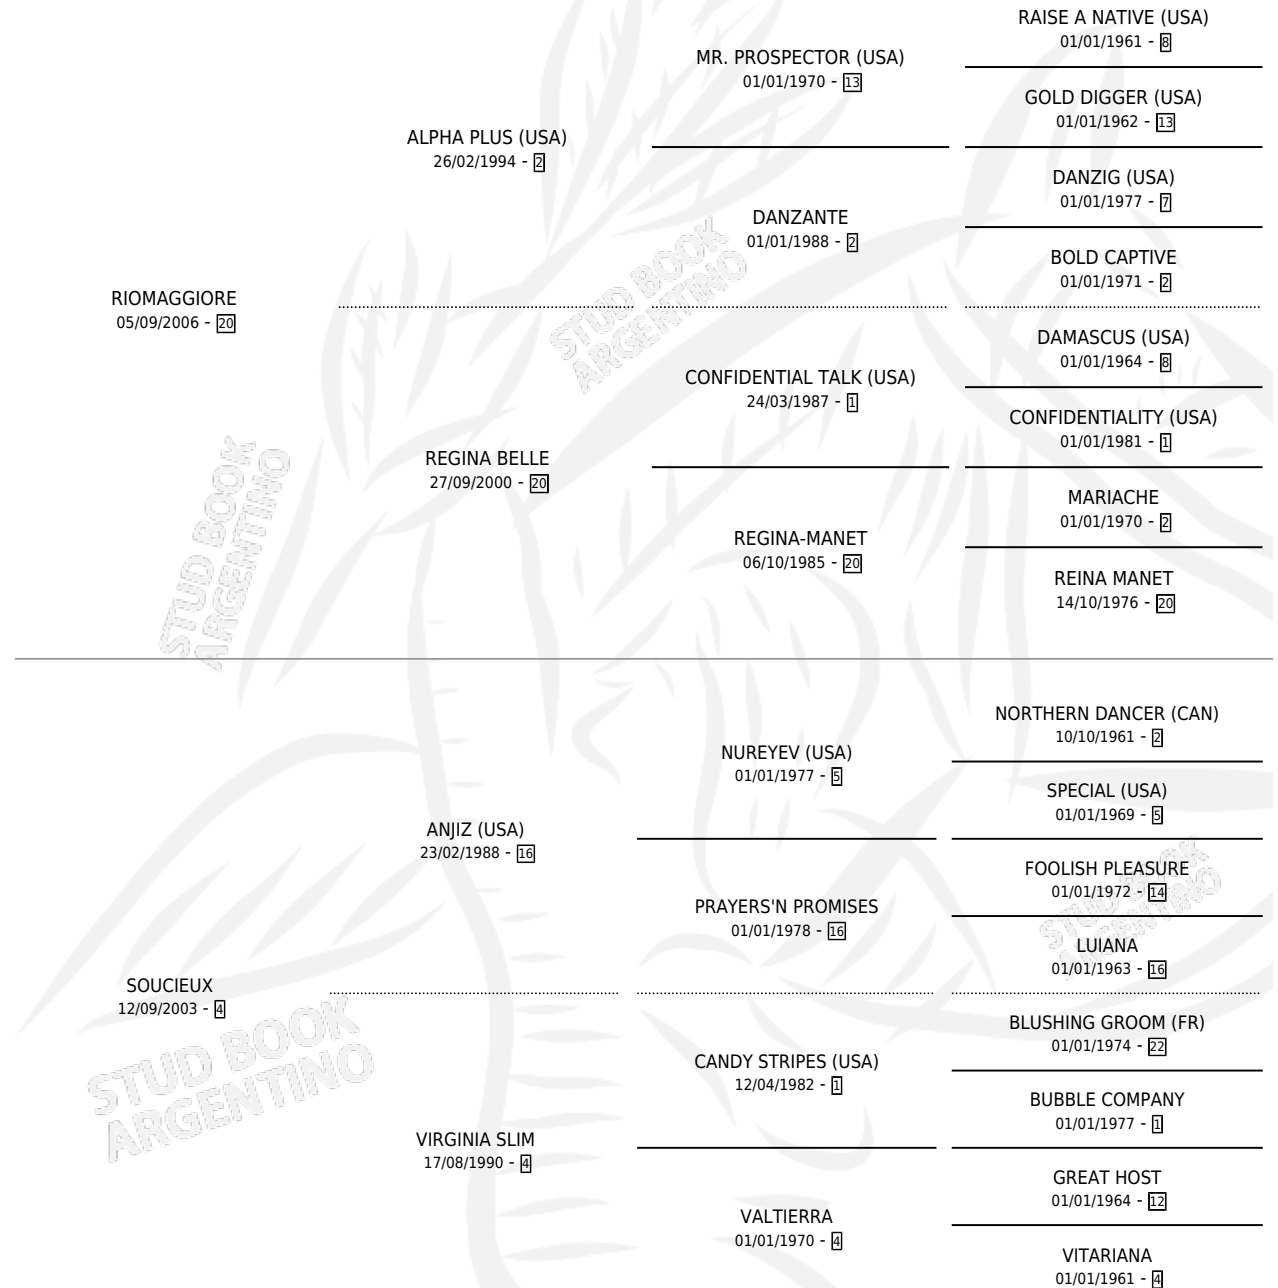 RAISE A NATIVE (USA)
01/01/1961 - 8
MR. PROSPECTOR (USA)
01/01/1970 - 13
GOLD DIGGER (USA)
01/01/1962 - 13
ALPHA PLUS (USA)
26/02/1994 - 2
DANZIG (USA)
01/01/1977 - 7
DANZANTE
01/01/1988 - 2
BOLD CAPTIVE
01/01/1971 - 2
RIOMAGGIORE
05/09/2006 - 20
DAMASCUS (USA)
01/01/1964 - 8
CONFIDENTIAL TALK (USA)
24/03/1987 - 1
CONFIDENTIALITY (USA)
01/01/1981 - 1
REGINA BELLE
27/09/2000 - 20
MARIACHE
01/01/1970 - 2
REGINA-MANET
06/10/1985 - 20
REINA MANET
14/10/1976 - 20
STUD BOOK
ARGENTINO
STUD BOOK
ARGENTINO
NORTHERN DANCER (CAN)
10/10/1961 - 2
NUREYEV (USA)
01/01/1977 - 5
SPECIAL (USA)
01/01/1969 - 5
ANJIZ (USA)
23/02/1988 - 16
FOOLISH PLEASURE
01/01/1972 - 14
PRAYERS'N PROMISES
01/01/1978 - 16
LUIANA
01/01/1963 - 16
SOUCIEUX
12/09/2003 - 4
BLUSHING GROOM (FR)
01/01/1974 - 22
CANDY STRIPES (USA)
12/04/1982 - 1
BUBBLE COMPANY
01/01/1977 - 1
VIRGINIA SLIM
17/08/1990 - 4
GREAT HOST
01/01/1964 - 12
VALTIERRA
01/01/1970 - 4
VITARIANA
01/01/1961 - 4
STUD BOOK
ARGENTINO
STUD BOOK
ARGENTINO